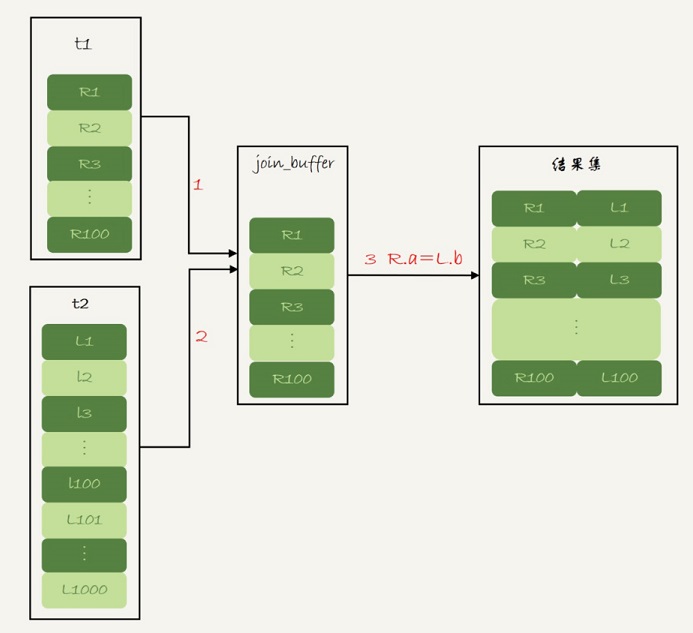 t1
R1
R2
R3
⋮
R100
1
t2
L1
l2
l3
⋮
l100
L101
⋮
L1000
2
join_buffer
R1
R2
R3
⋮
R100
3 R.a=L.b
结果集
R1 L1
R2 L2
R3 L3
⋮
R100 L100